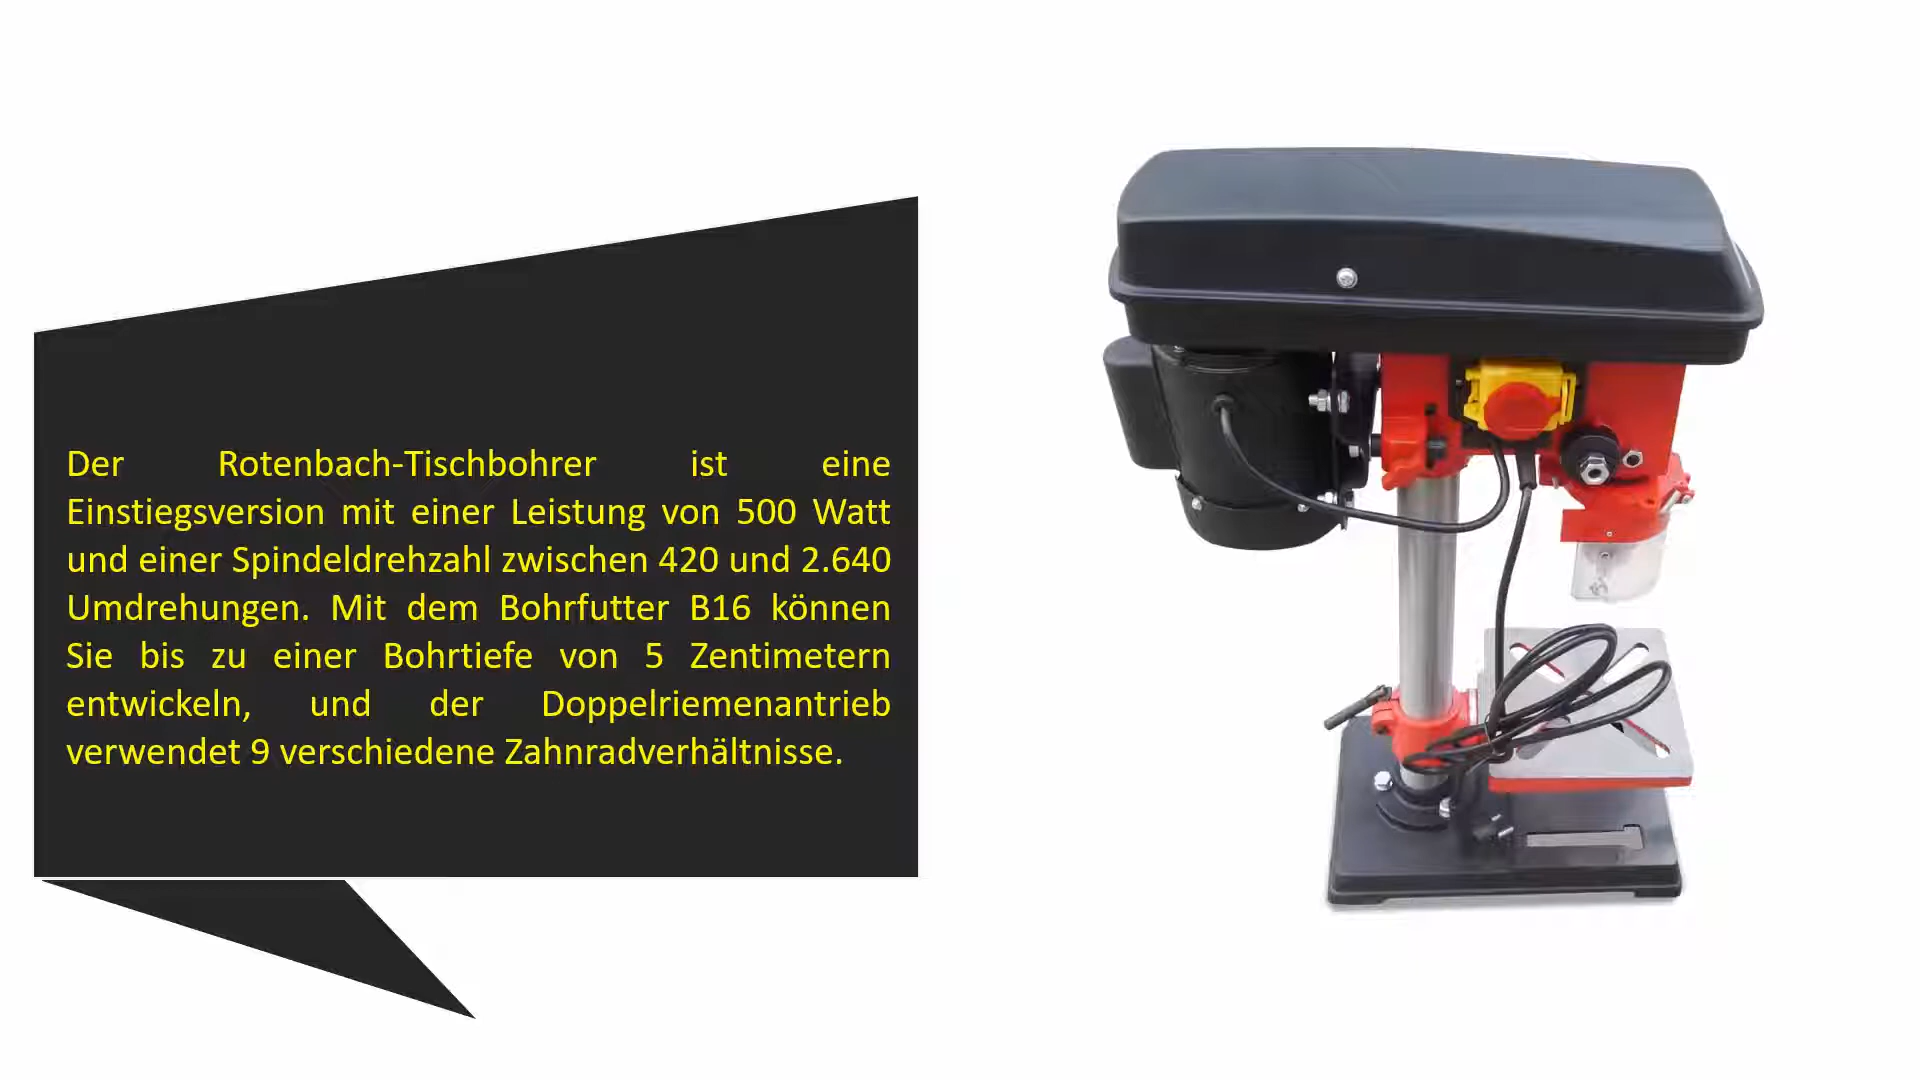 Der Rotenbach-Tischbohrer ist eine
Einstiegsversion mit einer Leistung von 500 Watt
und einer Spindeldrehzahl zwischen 420 und 2.640
Umdrehungen. Mit dem Bohrfutter B16 können
Sie bis zu einer Bohrtiefe von 5 Zentimetern
entwickeln, und der Doppelriemenantrieb
verwendet 9 verschiedene Zahnradverhältnisse.